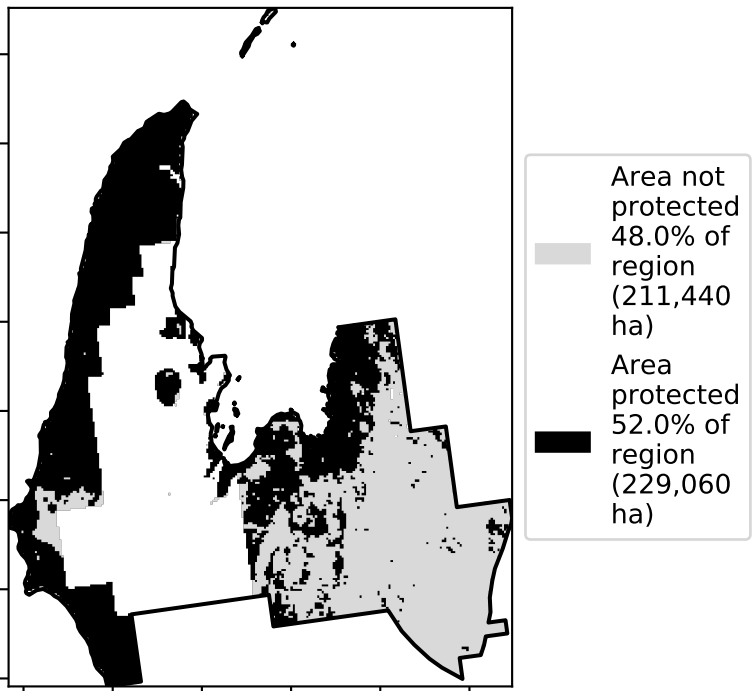 Area not
protected
48.0% of
region
(211,440
ha)
Area
protected
52.0% of
region
(229,060
ha)